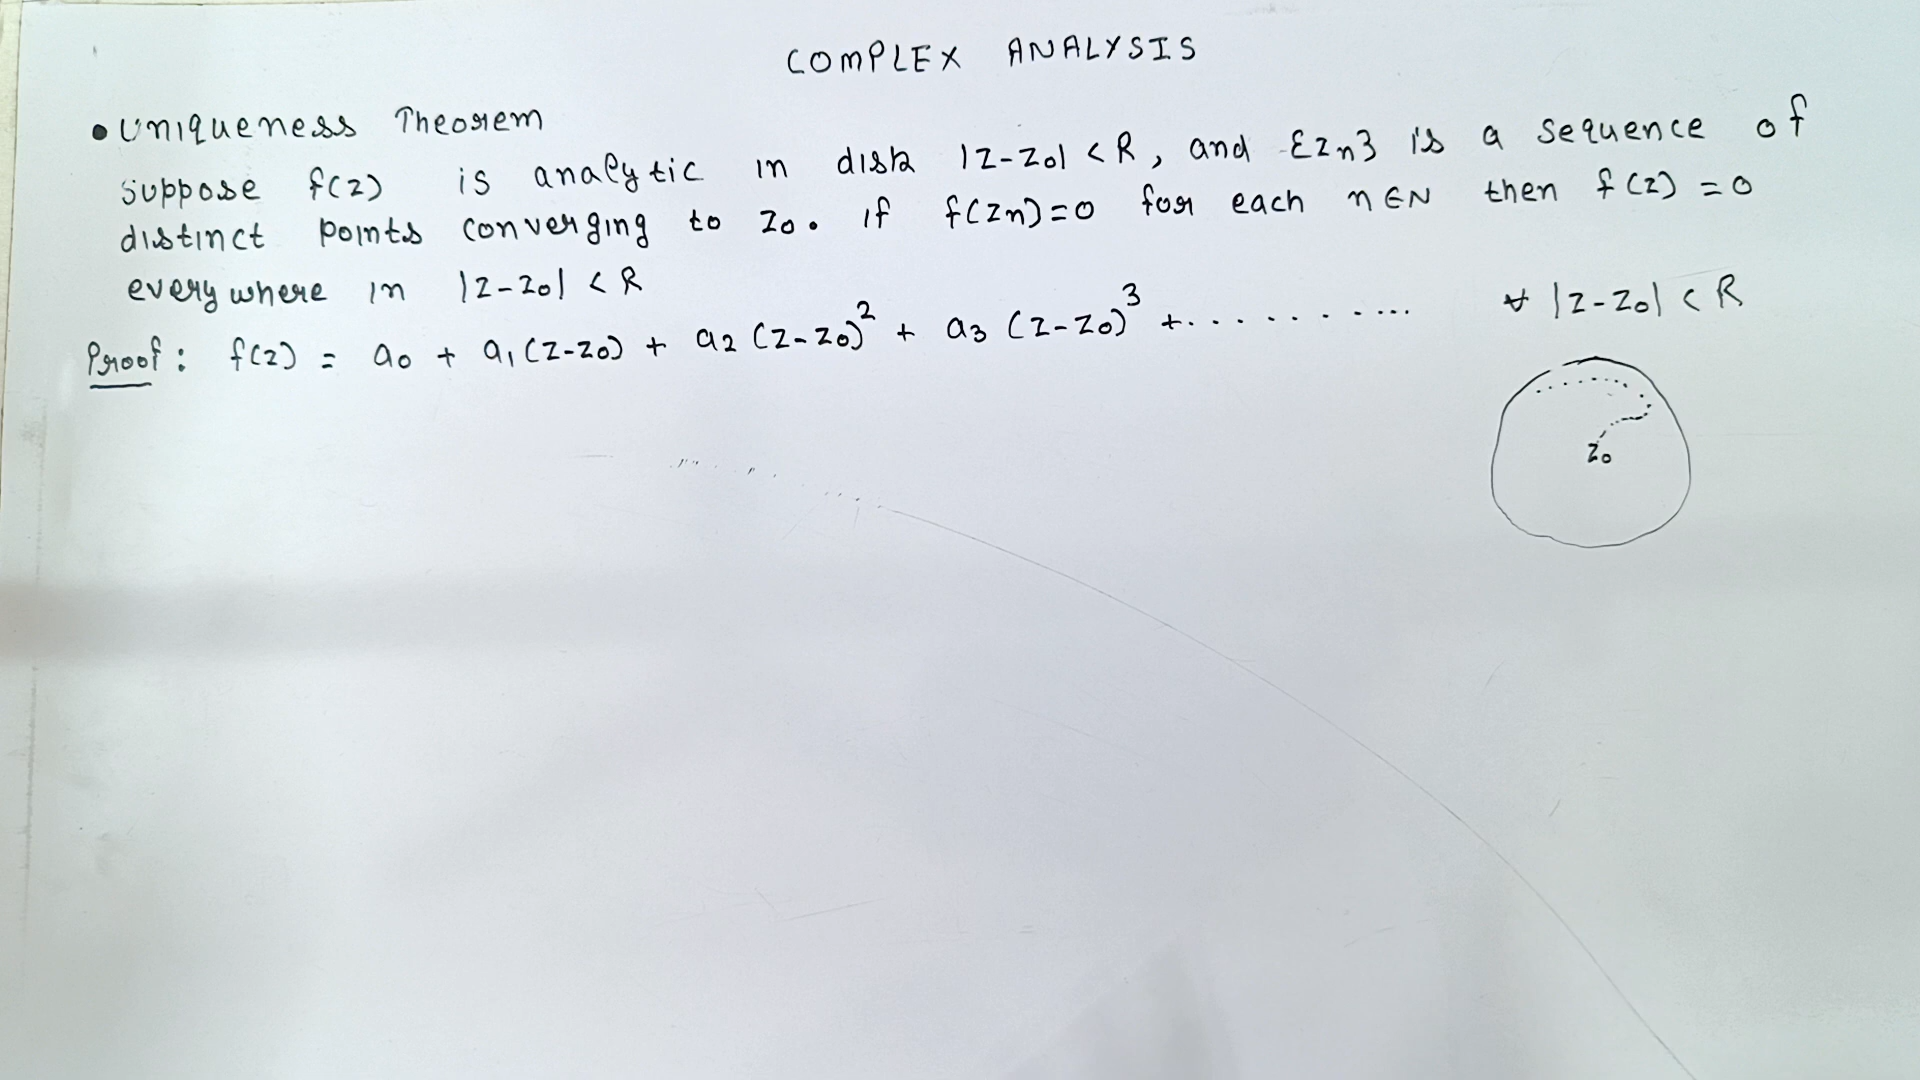 COMPLEX ANALYSIS
• Uniqueness Theorem
suppose f(z) is analytic in disk |z-z₀| < R, and {zn} is a sequence of
distinct points converging to z₀. if f(zn)=0 for each n∈N then f(z) = 0
everywhere in |z-z₀| < R
Proof : f(z) = a₀ + a₁(z-z₀) + a₂(z-z₀)² + a₃(z-z₀)³ +........... ∀ |z-z₀| < R
z₀